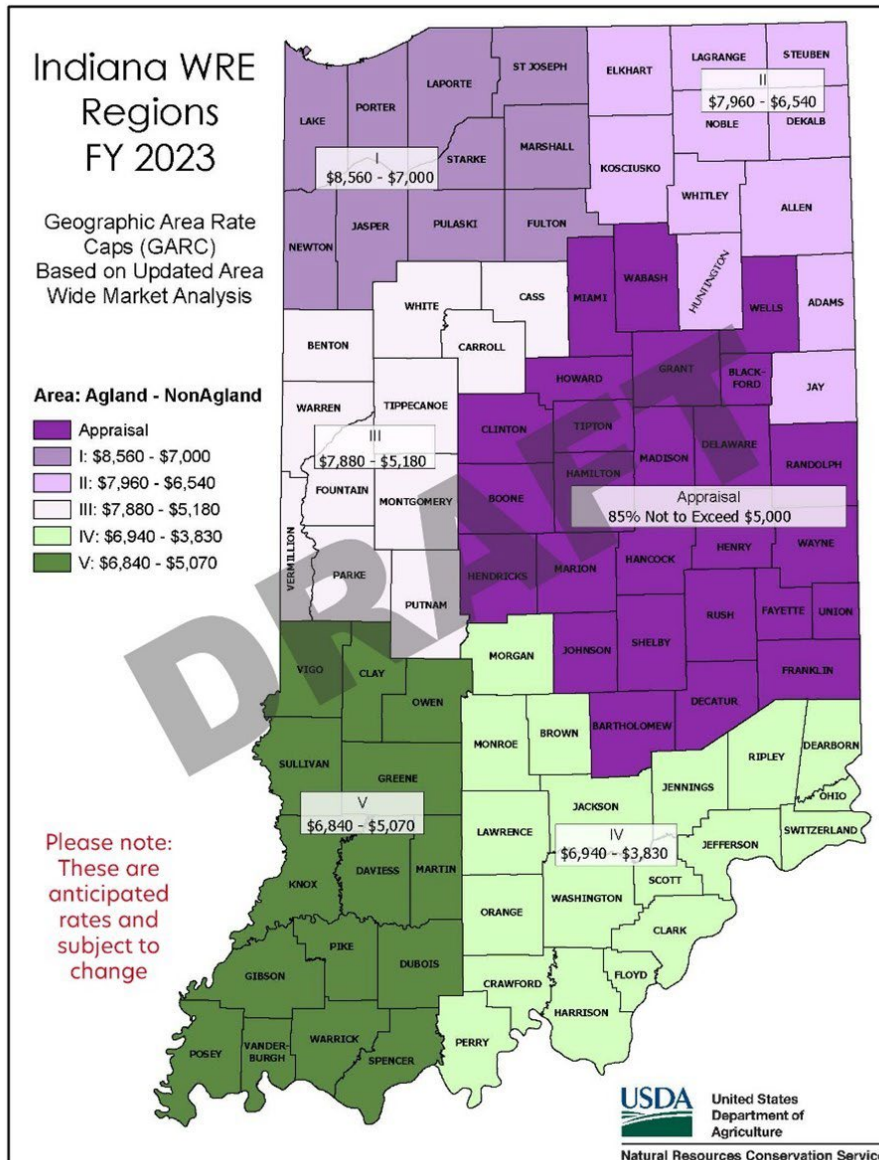 Indiana WRE
Regions
FY 2023
Geographic Area Rate
Caps (GARC)
Based on Updated Area
Wide Market Analysis
Area: Agland - NonAgland
Appraisal
I: $8,560 - $7,000
II: $7,960 - $6,540
III: $7,880 - $5,180
IV: $6,940 - $3,830
V: $6,840 - $5,070
Please note:
These are
anticipated
rates and
subject to
change
LAKE
PORTER
LAPORTE
ST JOSEPH
ELKHART
LAGRANGE
STEUBEN
II
$7,960 - $6,540
NOBLE
DEKALB
STARKE
MARSHALL
KOSCIUSKO
I
$8,560 - $7,000
WHITLEY
ALLEN
NEWTON
JASPER
PULASKI
FULTON
WHITE
CASS
MIAMI
WABASH
HUNTINGTON
WELLS
ADAMS
BENTON
CARROLL
HOWARD
GRANT
BLACK-
FORD
JAY
WARREN
TIPPECANOE
CLINTON
TIPTON
MADISON
DELAWARE
RANDOLPH
III
$7,880 - $5,180
HAMILTON
BOONE
FOUNTAIN
MONTGOMERY
Appraisal
85% Not to Exceed $5,000
VERMILLION
PARKE
PUTNAM
HENDRICKS
MARION
HANCOCK
HENRY
WAYNE
RUSH
FAYETTE
UNION
DRAFT
VIGO
CLAY
OWEN
MORGAN
JOHNSON
SHELBY
FRANKLIN
DECATUR
BARTHOLOMEW
SULLIVAN
GREENE
MONROE
BROWN
JENNINGS
RIPLEY
DEARBORN
OHIO
V
$6,840 - $5,070
LAWRENCE
JACKSON
IV
$6,940 - $3,830
JEFFERSON
SWITZERLAND
KNOX
DAVIESS
MARTIN
ORANGE
WASHINGTON
SCOTT
CLARK
PIKE
DUBOIS
GIBSON
CRAWFORD
FLOYD
HARRISON
POSEY
VANDER-
BURGH
WARRICK
SPENCER
PERRY
USDA
United States
Department of
Agriculture
Natural Resources Conservation Service